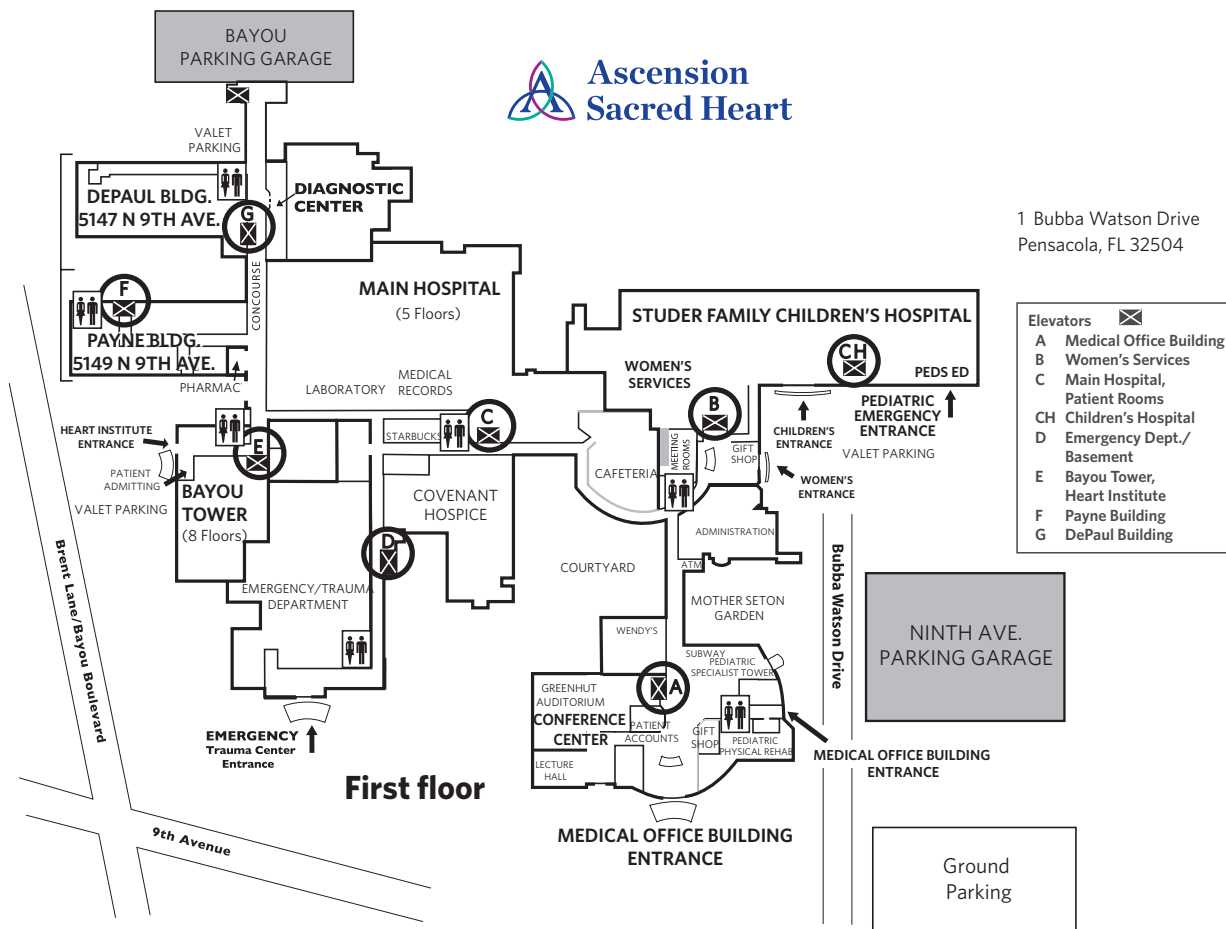 BAYOU
PARKING GARAGE
Ascension
Sacred Heart
VALET
PARKING
DEPAUL BLDG.
5147 N 9TH AVE.
G
DIAGNOSTIC
CENTER
1 Bubba Watson Drive
Pensacola, FL 32504
CONCOURSE
F
PAYNE BLDG.
5149 N 9TH AVE.
PHARMAC
MAIN HOSPITAL
(5 Floors)
LABORATORY
MEDICAL
RECORDS
STUDER FAMILY CHILDREN'S HOSPITAL
WOMEN'S
SERVICES
CH
PEDS ED
B
PEDIATRIC
EMERGENCY
ENTRANCE
VALET PARKING
CHILDREN'S
ENTRANCE
WOMEN'S
ENTRANCE
Elevators
A Medical Office Building
B Women's Services
C Main Hospital,
Patient Rooms
CH Children's Hospital
D Emergency Dept./
Basement
E Bayou Tower,
Heart Institute
F Payne Building
G DePaul Building
C
STARBUCKS
HEART INSTITUTE
ENTRANCE
E
PATIENT
ADMITTING
VALET PARKING
BAYOU
TOWER
(8 Floors)
COVENANT
HOSPICE
CAFETERIA
MEETING
ROOMS
GIFT
SHOP
ADMINISTRATION
ATM
D
EMERGENCY/TRAUMA
DEPARTMENT
COURTYARD
MOTHER SETON
GARDEN
Brent Lane/Bayou Boulevard
Bubba Watson Drive
NINTH AVE.
PARKING GARAGE
WENDY'S
SUBWAY
PEDIATRIC
SPECIALIST TOWER
A
GREENHUT
AUDITORIUM
CONFERENCE
CENTER
PATIENT
ACCOUNTS
GIFT
SHOP
PEDIATRIC
PHYSICAL REHAB
LECTURE
HALL
EMERGENCY
Trauma Center
Entrance
MEDICAL OFFICE BUILDING
ENTRANCE
First floor
MEDICAL OFFICE BUILDING
ENTRANCE
9th Avenue
Ground
Parking